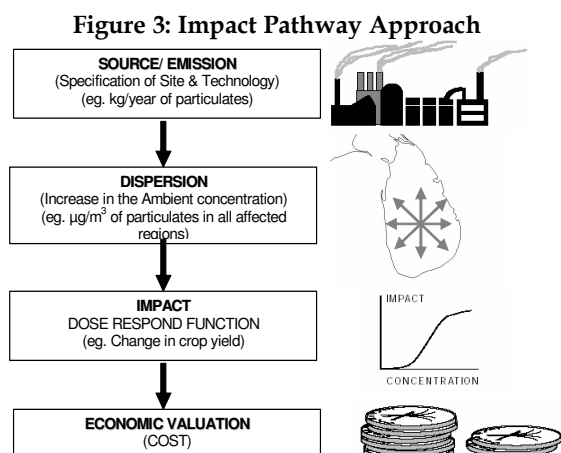 Figure 3: Impact Pathway Approach
SOURCE/ EMISSION
(Specification of Site & Technology)
(eg. kg/year of particulates)
DISPERSION
(Increase in the Ambient concentration)
(eg. µg/m³ of particulates in all affected
regions)
IMPACT
DOSE RESPOND FUNCTION
(eg. Change in crop yield)
IMPACT
CONCENTRATION
ECONOMIC VALUATION
(COST)